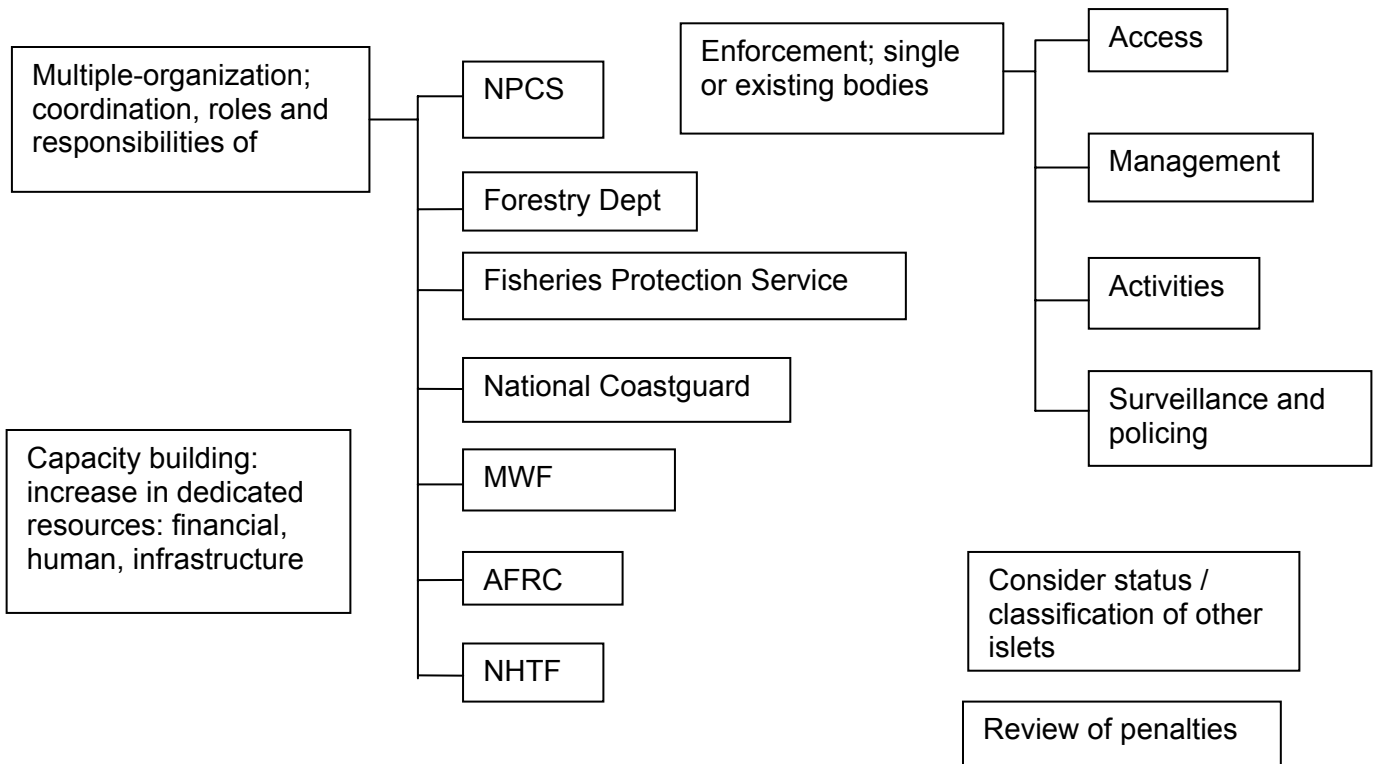 Multiple-organization;
coordination, roles and
responsibilities of
NPCS
Forestry Dept
Fisheries Protection Service
National Coastguard
MWF
AFRC
NHTF
Capacity building:
increase in dedicated
resources: financial,
human, infrastructure
Enforcement; single
or existing bodies
Access
Management
Activities
Surveillance and
policing
Consider status /
classification of other
islets
Review of penalties